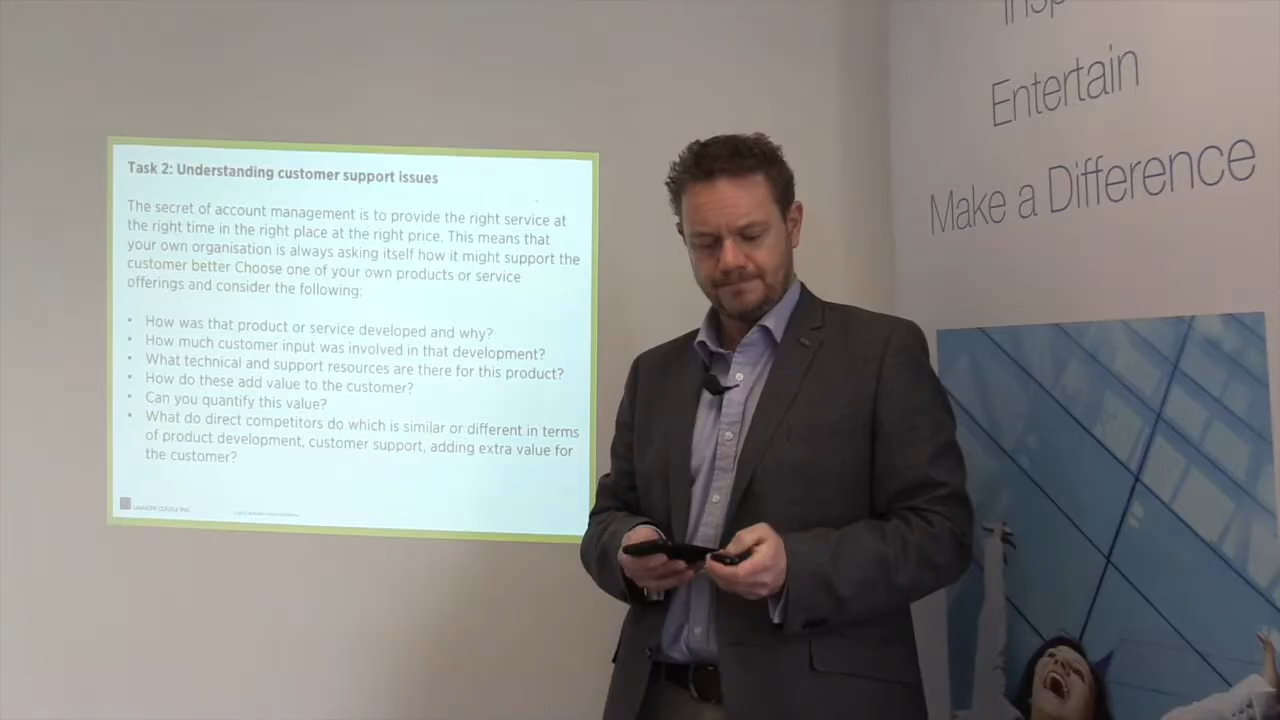 Task 2: Understanding customer support issues
The secret of account management is to provide the right service at
the right time in the right place at the right price. This means that
your own organisation is always asking itself how it might support the
customer better Choose one of your own products or service
offerings and consider the following:
• How was that product or service developed and why?
• How much customer input was involved in that development?
• What technical and support resources are there for this product?
• How do these add value to the customer?
• Can you quantify this value?
• What do direct competitors do which is similar or different in terms
of product development, customer support, adding extra value for
the customer?
CONSULTING
Entertain
Make a Difference